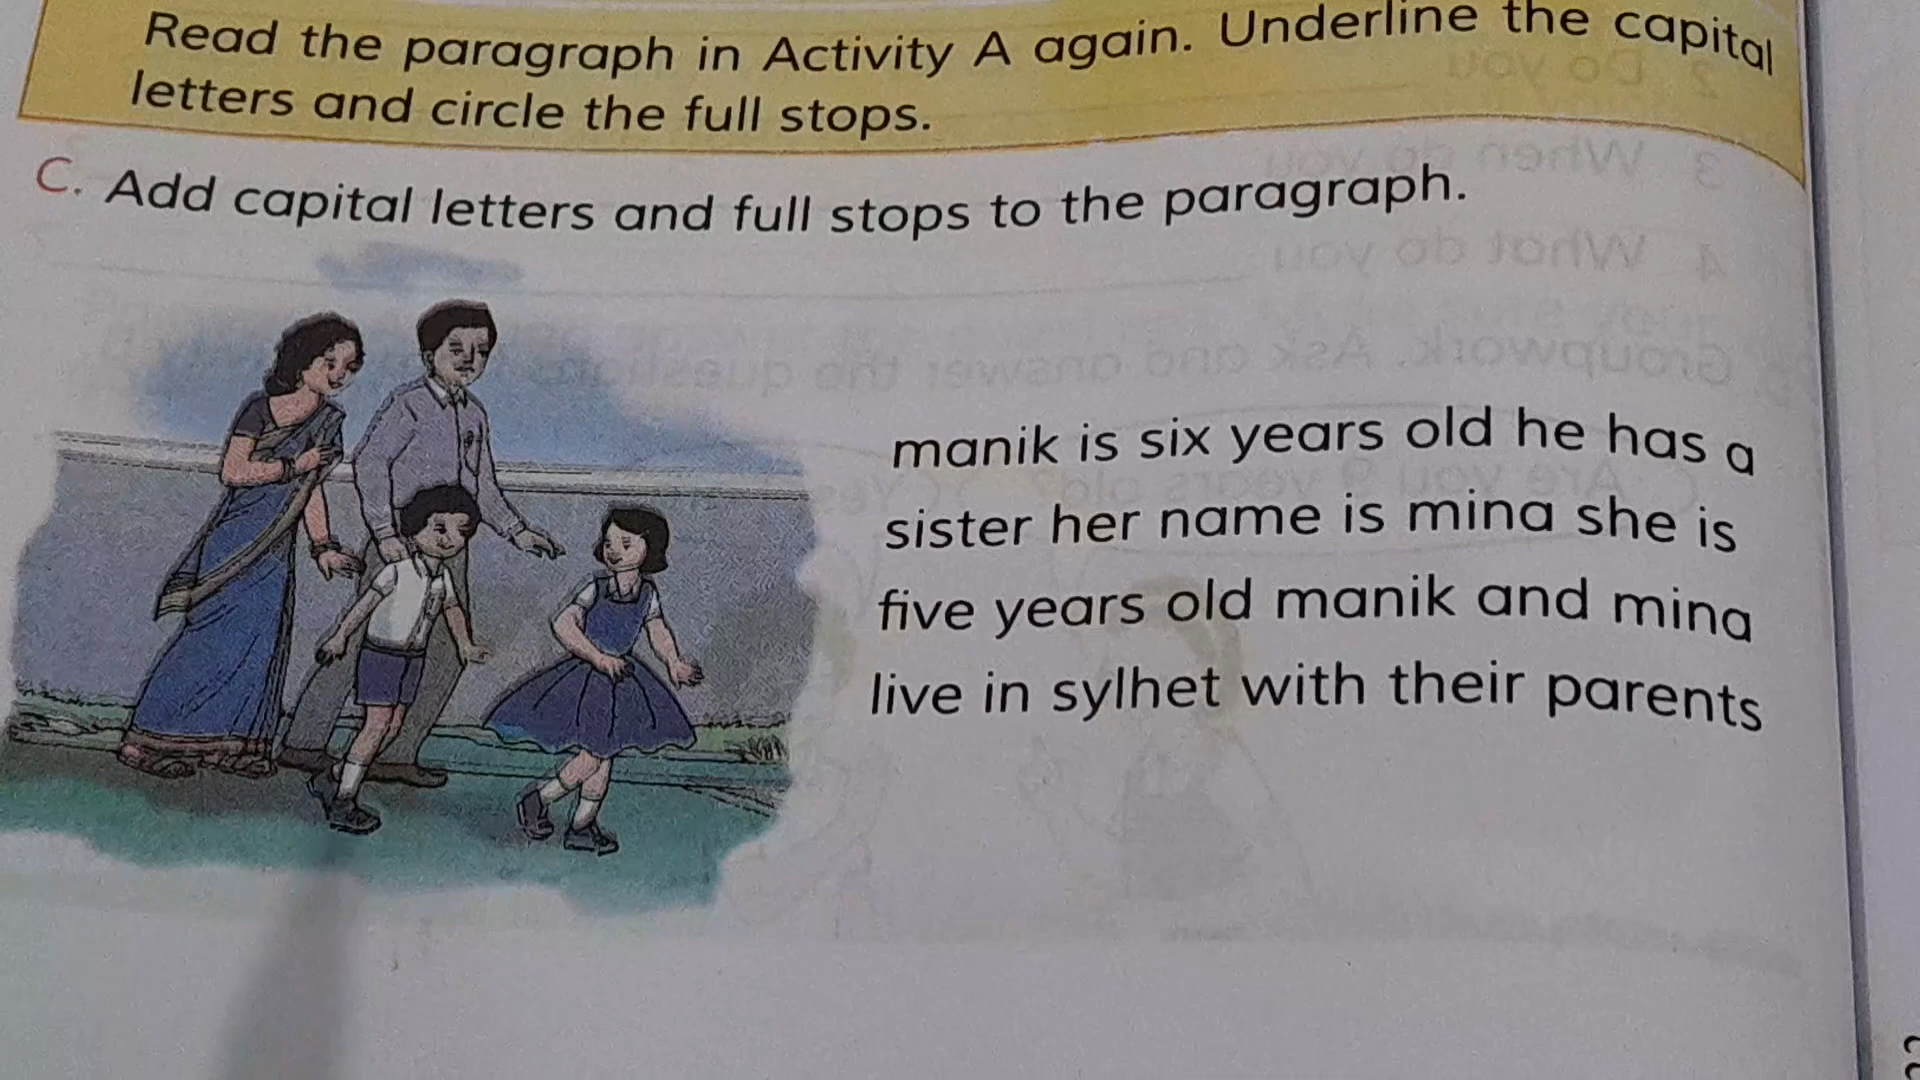 Read the paragraph in Activity A again. Underline the capital
letters and circle the full stops.
C. Add capital letters and full stops to the paragraph.
manik is six years old he has a
sister her name is mina she is
five years old manik and mina
live in sylhet with their parents